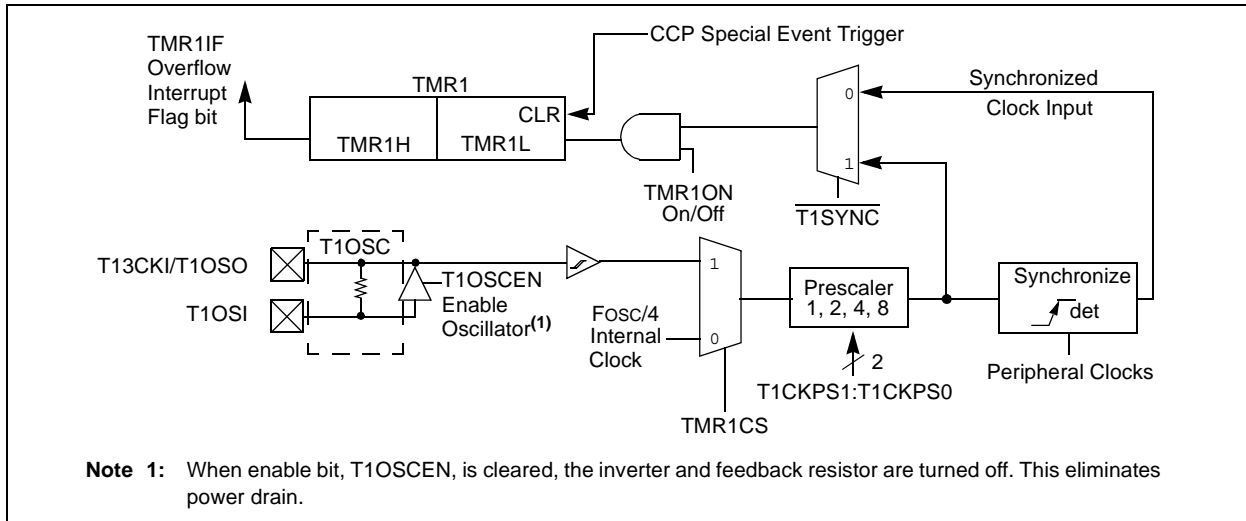 TMR1IF
Overflow
Interrupt
Flag bit
CCP Special Event Trigger
TMR1
CLR
TMR1H
TMR1L
TMR1ON
On/Off
0
1
T1SYNC
Synchronized
Clock Input
T13CKI/T1OSO
T1OSI
T1OSC
T1OSCEN
Enable
Oscillator(1)
FOSC/4
Internal
Clock
1
0
TMR1CS
Prescaler
1, 2, 4, 8
2
T1CKPS1:T1CKPS0
Synchronize
det
Peripheral Clocks
Note 1: When enable bit, T1OSCEN, is cleared, the inverter and feedback resistor are turned off. This eliminates
power drain.